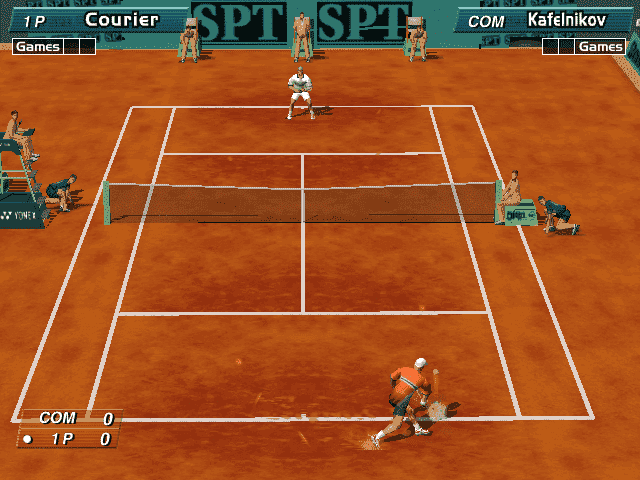 1P Courier
COM Kafelnikov
Games
Games
SPT SPT
YONEX
COM 0
1P 0